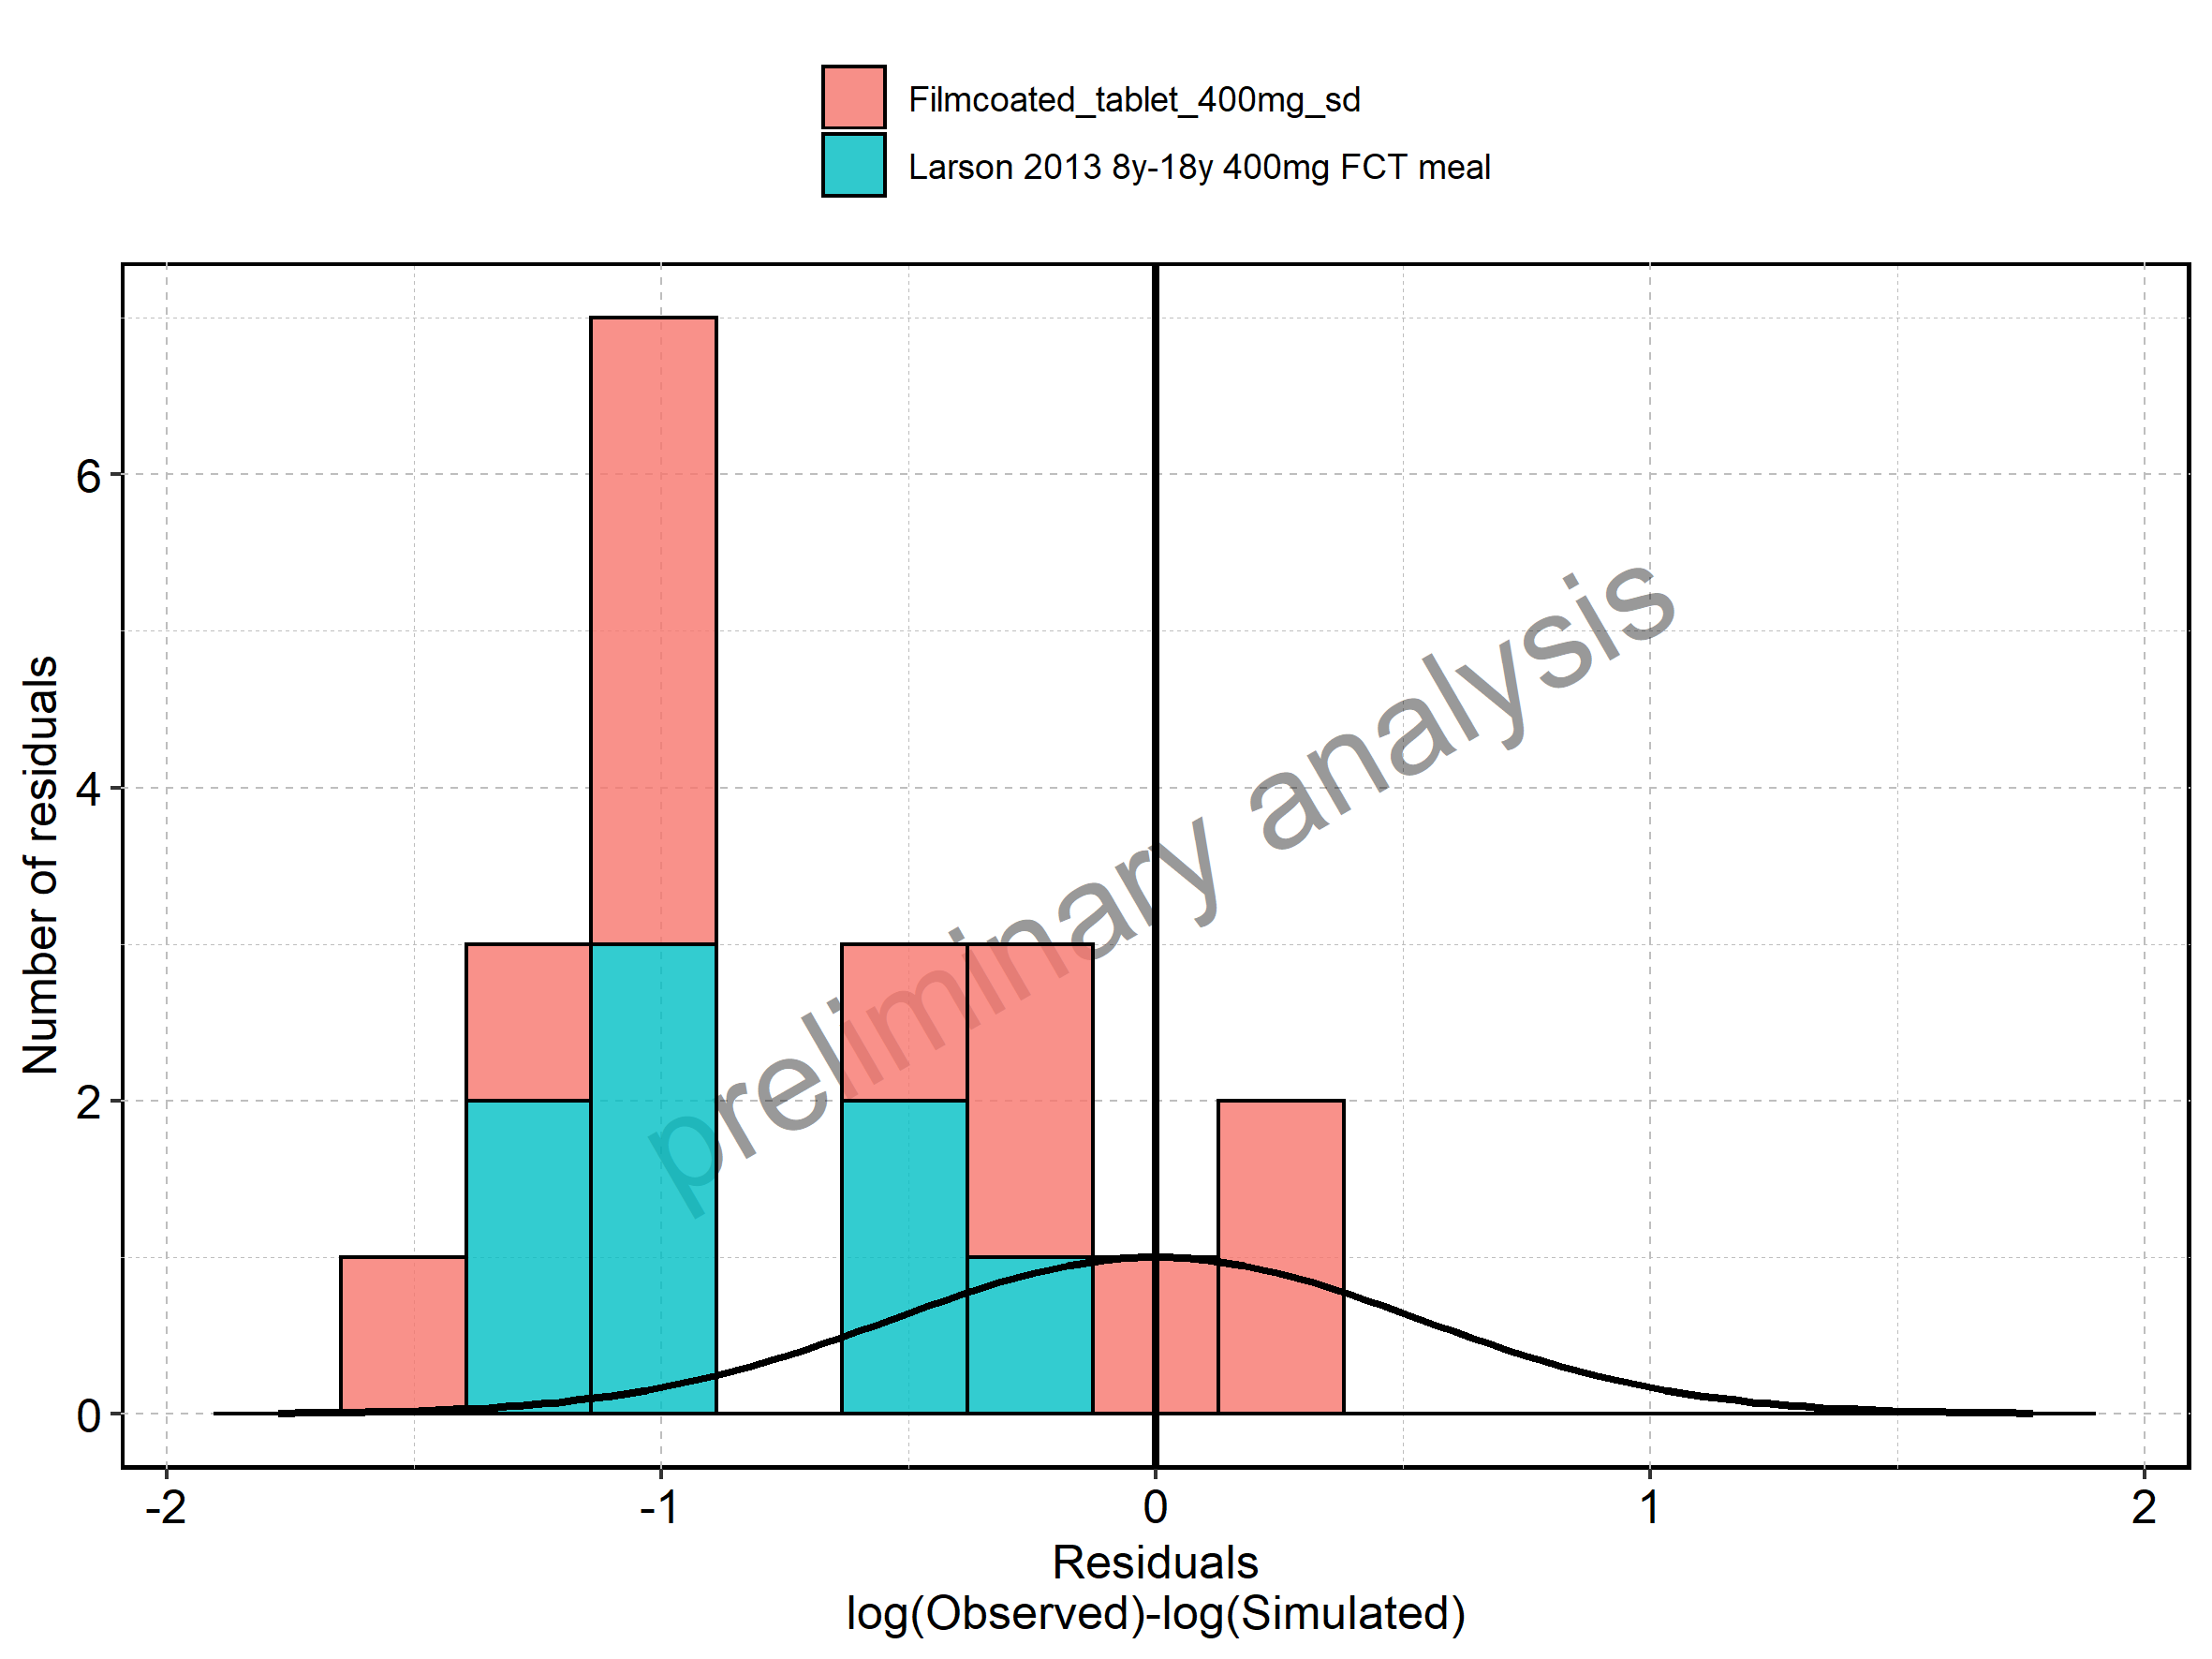 Filmcoated_tablet_400mg_sd
Larson 2013 8y-18y 400mg FCT meal
6
4
2
0
Number of residuals
preliminary analysis
-2 -1 0 1 2
Residuals
log(Observed)-log(Simulated)